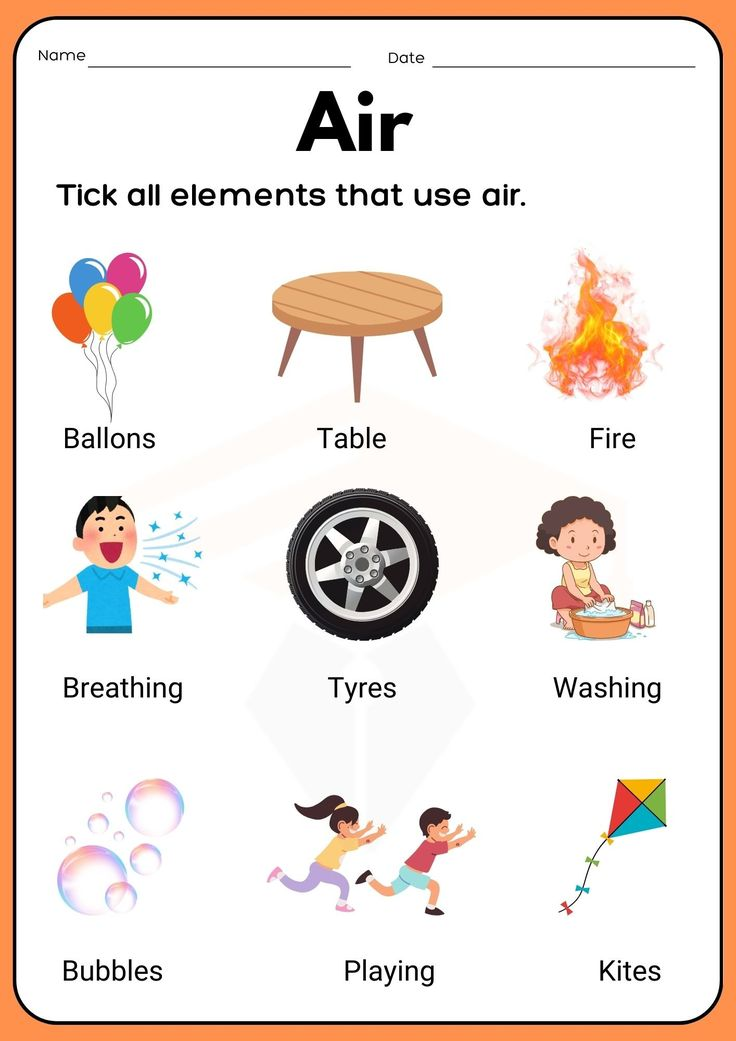 Name Date
Air
Tick all elements that use air.
Ballons Table Fire
Breathing Tyres Washing
Bubbles Playing Kites